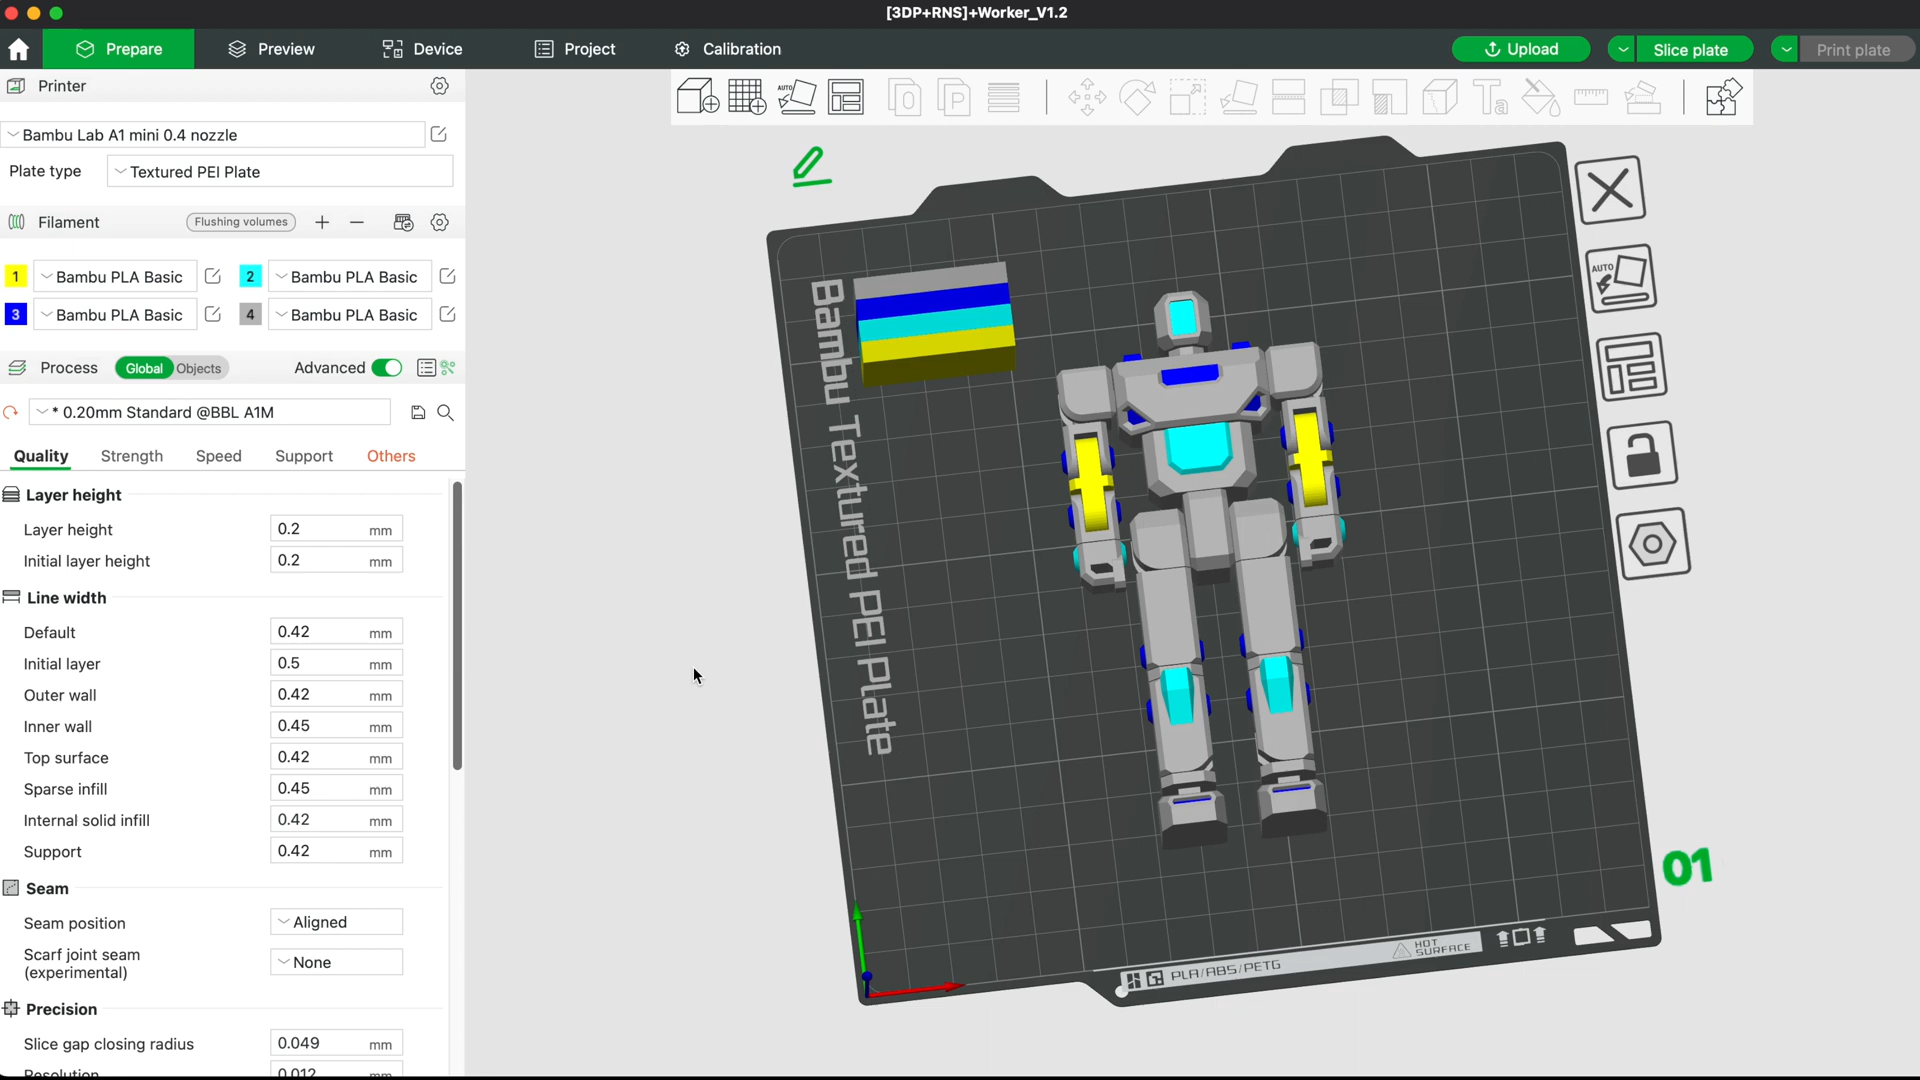 [3DP+RNS]+Worker_V1.2
Prepare
Preview
Device
Project
Calibration
Upload
Slice plate
Print plate
Printer
Bambu Lab A1 mini 0.4 nozzle
Plate type
Textured PEI Plate
Filament
Flushing volumes
1 Bambu PLA Basic
2 Bambu PLA Basic
3 Bambu PLA Basic
4 Bambu PLA Basic
Process
Global
Objects
Advanced
* 0.20mm Standard @BBL A1M
Quality
Strength
Speed
Support
Others
Layer height
Layer height 0.2 mm
Initial layer height 0.2 mm
Line width
Default 0.42 mm
Initial layer 0.5 mm
Outer wall 0.42 mm
Inner wall 0.45 mm
Top surface 0.42 mm
Sparse infill 0.45 mm
Internal solid infill 0.42 mm
Support 0.42 mm
Seam
Seam position Aligned
Scarf joint seam
(experimental) None
Precision
Slice gap closing radius 0.049 mm
Resolution 0.012 mm
AUTO
O
P
T
Bambu Textured PEI Plate
AUTO
01
PLA/ABS/PETG
HOT
SURFACE